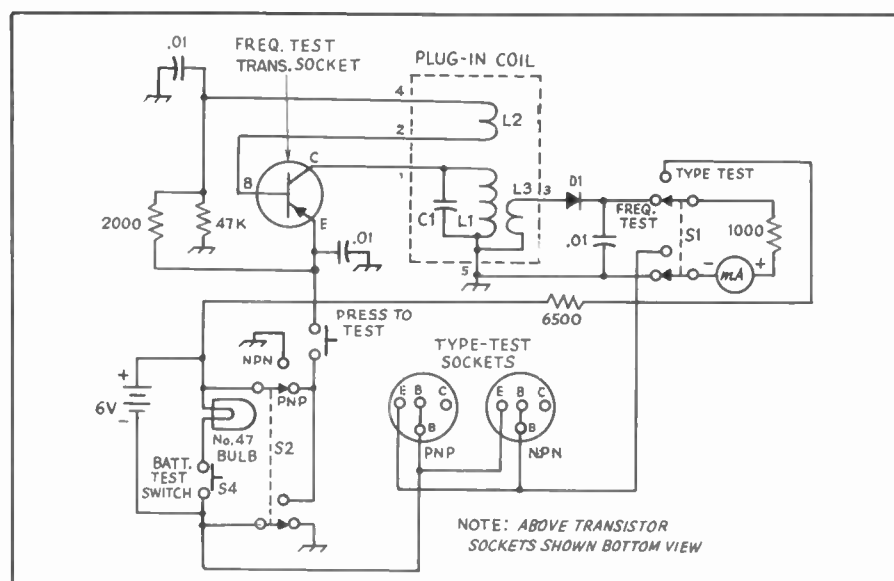 .01
FREQ. TEST
TRANS. SOCKET
PLUG-IN COIL
4
L2
2
C
1
B
E
C1
L1
L3
3
D1
TYPE TEST
FREQ.
TEST
S1
1000
.01
- mA +
5
2000
47K
.01
6500
PRESS TO
TEST
NPN
PNP
+
6V
-
No. 47
BULB
S2
BATT.
TEST
SWITCH
S4
TYPE-TEST
SOCKETS
E B C
B
PNP
E B C
B
NPN
NOTE: ABOVE TRANSISTOR
SOCKETS SHOWN BOTTOM VIEW